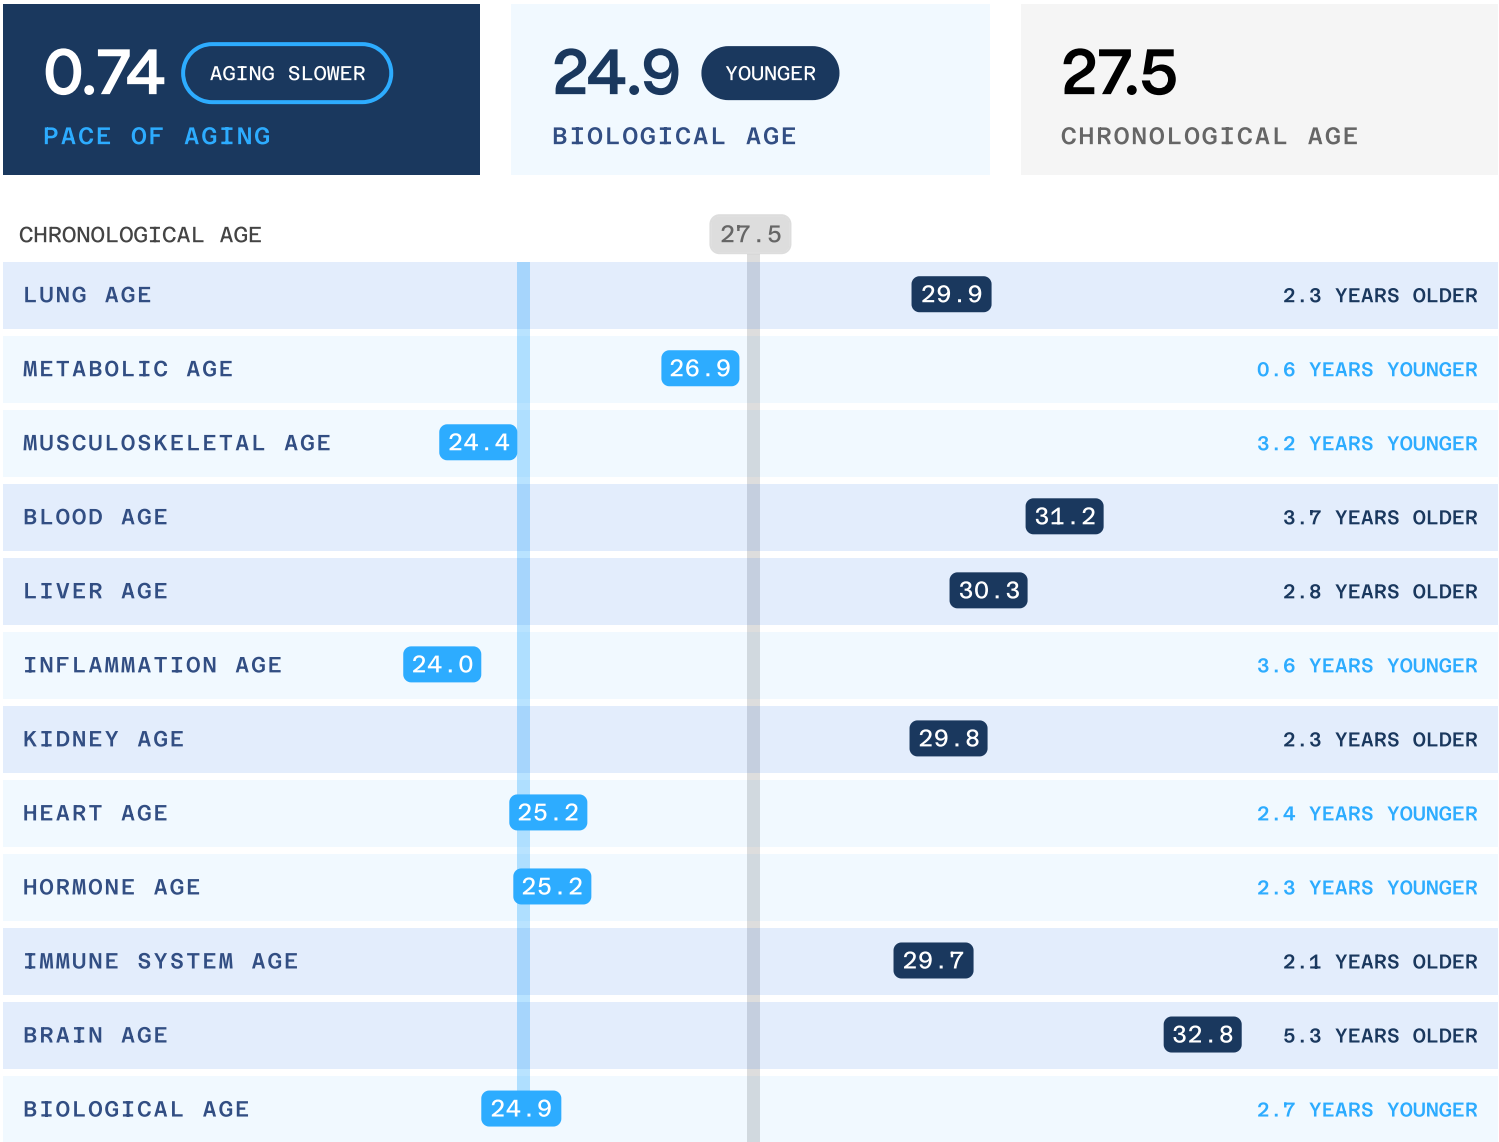 0.74 AGING SLOWER
PACE OF AGING
24.9 YOUNGER
BIOLOGICAL AGE
27.5
CHRONOLOGICAL AGE
CHRONOLOGICAL AGE 27.5
LUNG AGE 29.9 2.3 YEARS OLDER
METABOLIC AGE 26.9 0.6 YEARS YOUNGER
MUSCULOSKELETAL AGE 24.4 3.2 YEARS YOUNGER
BLOOD AGE 31.2 3.7 YEARS OLDER
LIVER AGE 30.3 2.8 YEARS OLDER
INFLAMMATION AGE 24.0 3.6 YEARS YOUNGER
KIDNEY AGE 29.8 2.3 YEARS OLDER
HEART AGE 25.2 2.4 YEARS YOUNGER
HORMONE AGE 25.2 2.3 YEARS YOUNGER
IMMUNE SYSTEM AGE 29.7 2.1 YEARS OLDER
BRAIN AGE 32.8 5.3 YEARS OLDER
BIOLOGICAL AGE 24.9 2.7 YEARS YOUNGER